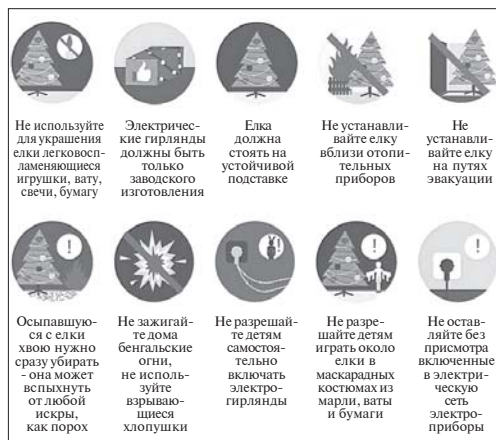 Не используйте
для украшения
елки легковосп-
ламеняющиеся
игрушки, вату,
свечи, бумагу
Электричес-
кие гирлянды
должны быть
только
заводского
изготовления
Елка
должна
стоять на
устойчивой
подставке
Не устанавли-
вайте елку
вблизи отопи-
тельных
приборов
Не
устанавли-
вайте елку
на путях
эвакуации
Осыпавшую-
ся с елки
хвою нужно
сразу убирать
- она может
вспыхнуть
от любой
искры,
как порох
Не зажигайте
дома
бенгальские
огни,
не исполь-
зуйте
взрываю-
щиеся
хлопушки
Не разрешай-
те детям
самостоя-
тельно
включать
электро-
гирлянды
Не разре-
шайте детям
играть около
елки в
маскарадных
костюмах из
марли, ваты
и бумаги
Не остав-
ляйте без
присмотра
включенные
в электри-
ческую
сеть
электро-
приборы